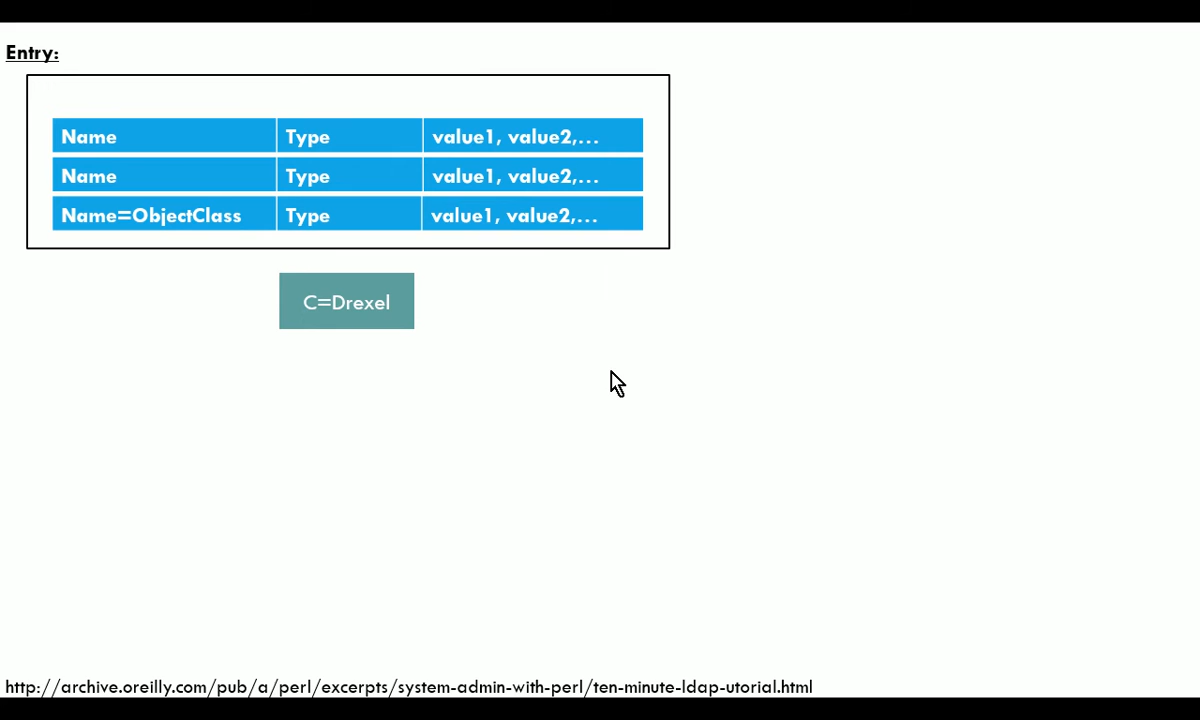 Entry:
Name Type value1, value2,...
Name Type value1, value2,...
Name=ObjectClass Type value1, value2,...
C=Drexel
http://archive.oreilly.com/pub/a/perl/excerpts/system-admin-with-perl/ten-minute-ldap-utorial.html